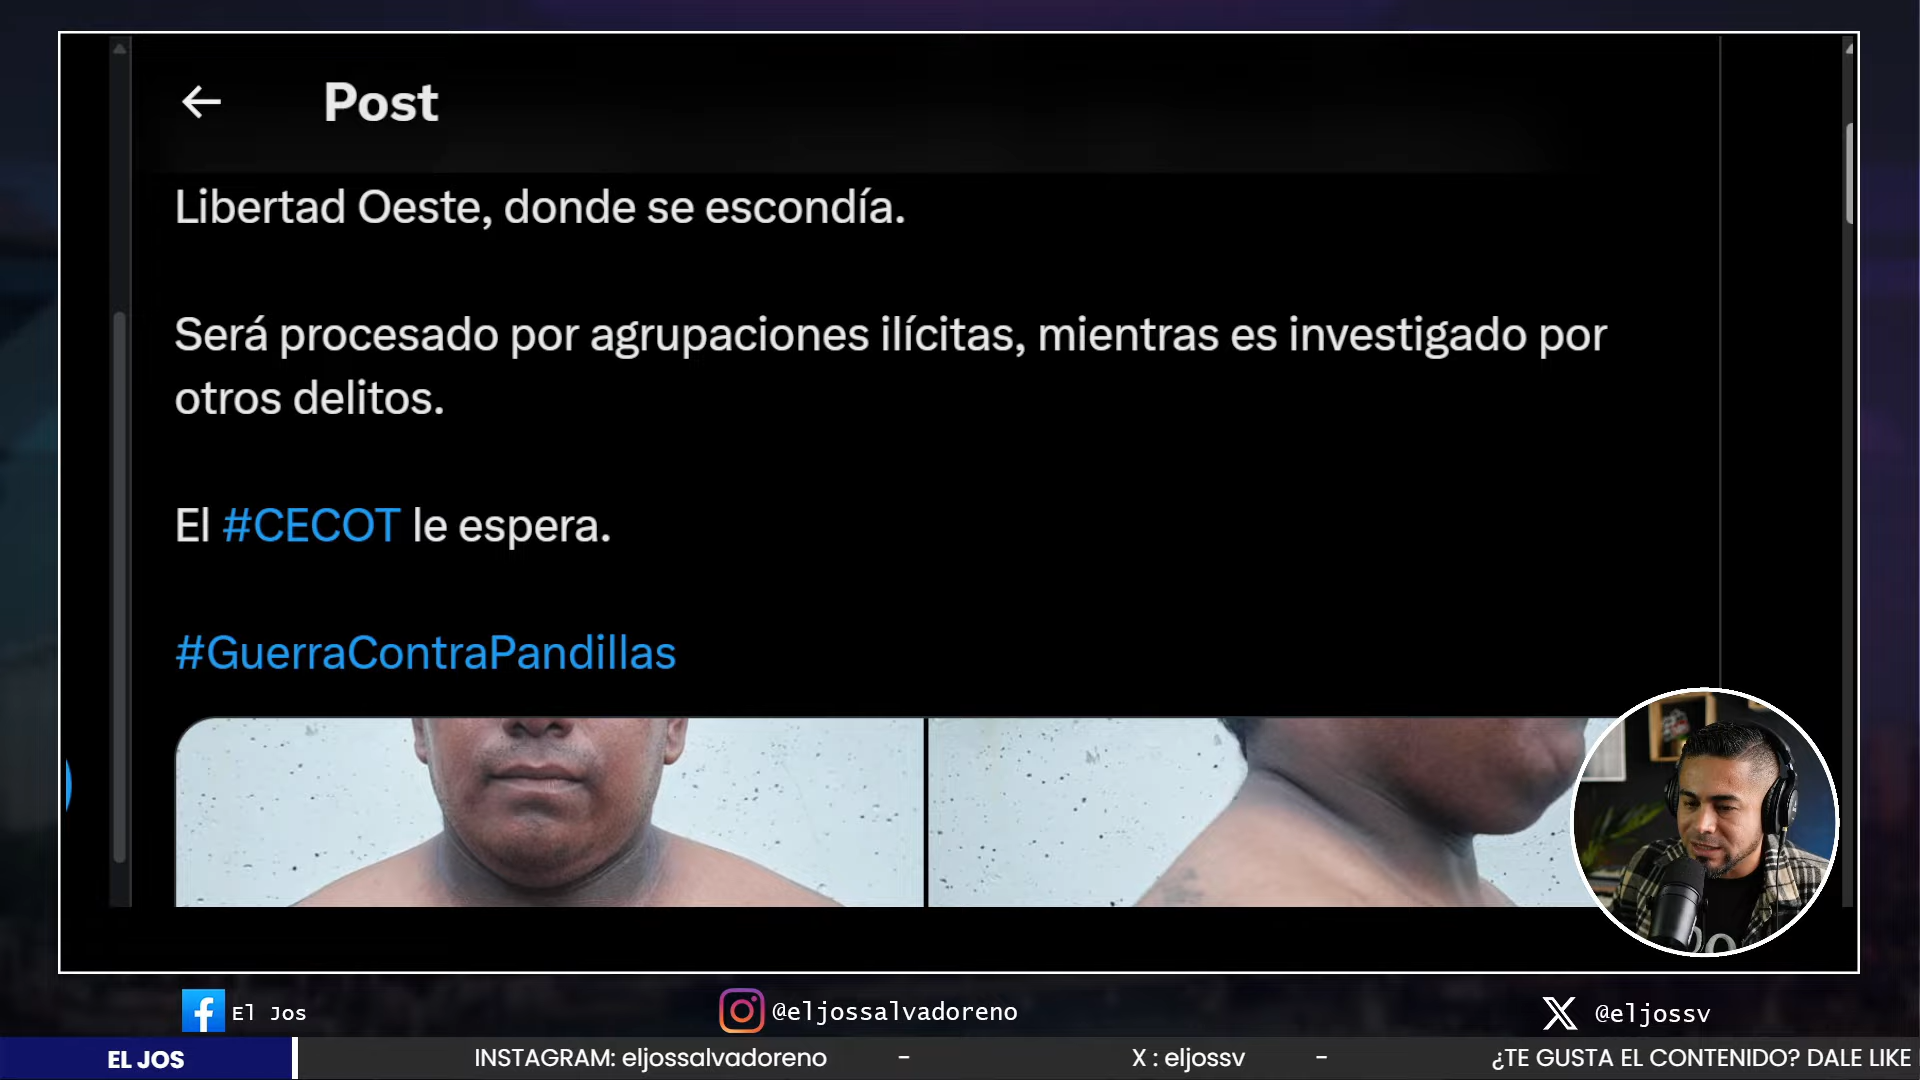 Post
Libertad Oeste, donde se escondía.
Será procesado por agrupaciones ilícitas, mientras es investigado por
otros delitos.
El #CECOT le espera.
#GuerraContraPandillas
El Jos
@eljossalvadoreno
@eljossv
EL JOS
INSTAGRAM: eljossalvadoreno - X : eljossv - ¿TE GUSTA EL CONTENIDO? DALE LIKE